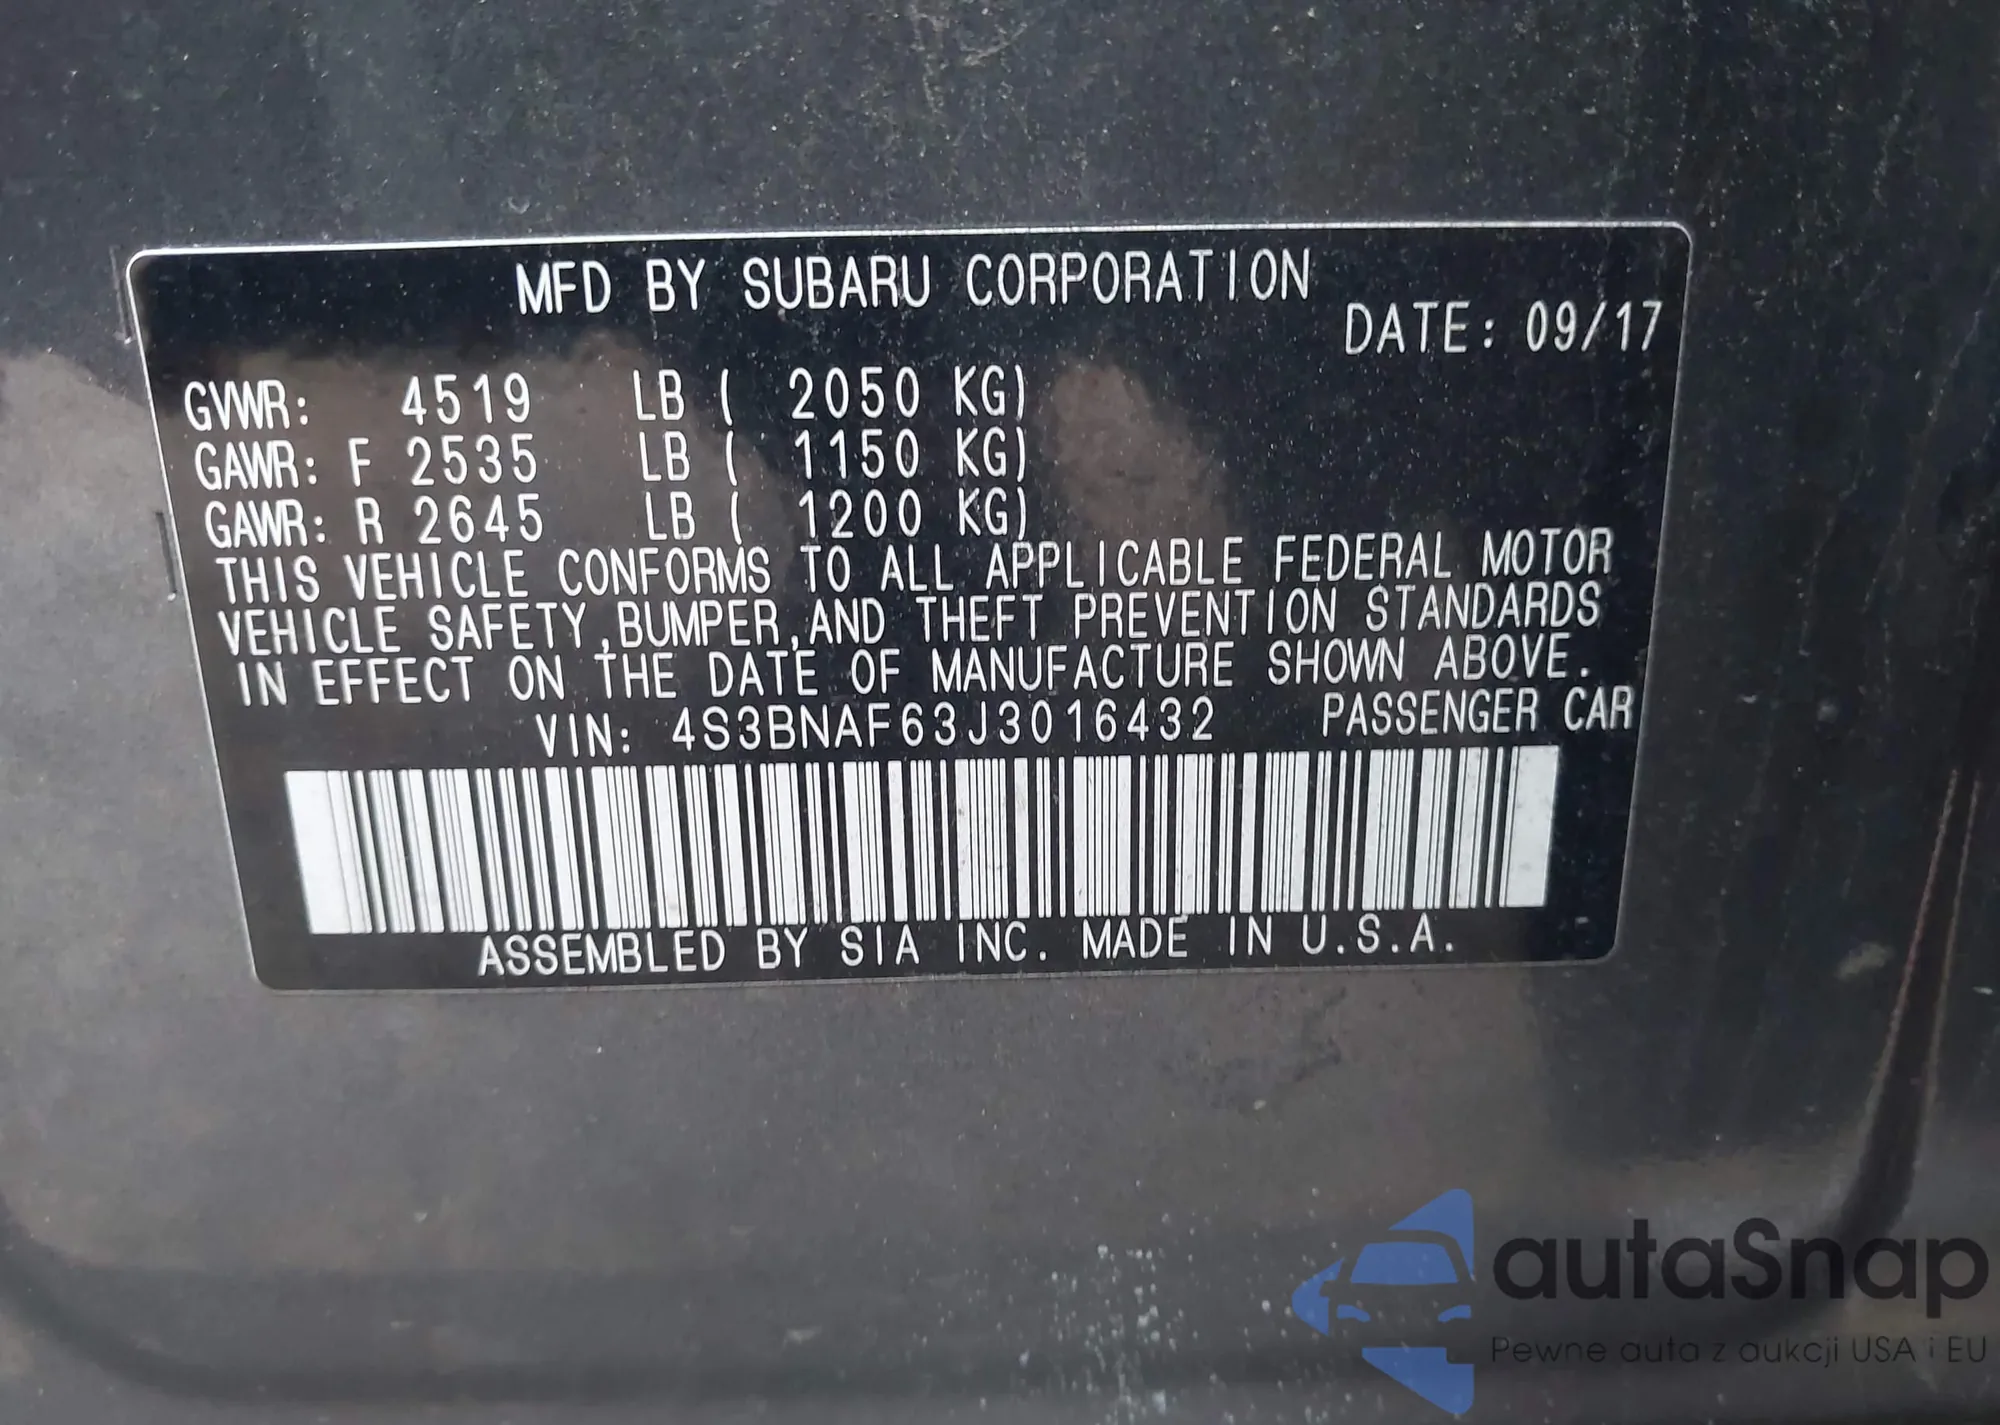 MFD BY SUBARU CORPORATION
DATE: 09/17
GVWR: 4519 LB ( 2050 KG)
GAWR: F 2535 LB ( 1150 KG)
GAWR: R 2645 LB ( 1200 KG)
THIS VEHICLE CONFORMS TO ALL APPLICABLE FEDERAL MOTOR
VEHICLE SAFETY,BUMPER,AND THEFT PREVENTION STANDARDS
IN EFFECT ON THE DATE OF MANUFACTURE SHOWN ABOVE.
VIN: 4S3BNAF63J3016432 PASSENGER CAR
ASSEMBLED BY SIA INC. MADE IN U.S.A.
autaSnap
Pewne auta z aukcji USA i EU